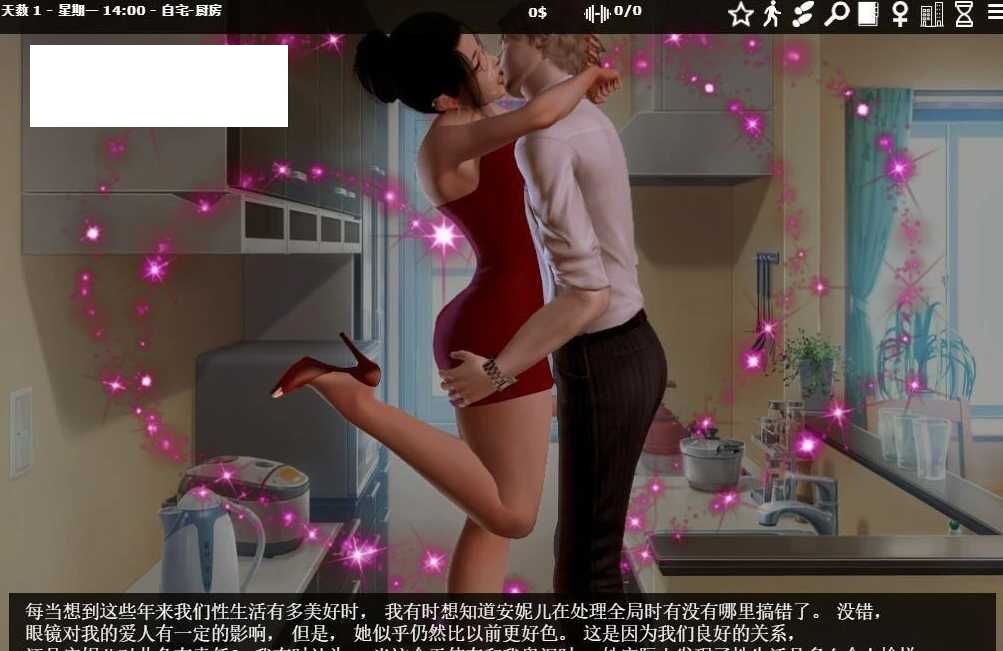 天数 1 - 星期一 14:00 - 自宅-厨房
0$
0/0
每当想到这些年来我们性生活有多美好时， 我有时想知道安妮儿在处理全局时有没有哪里搞错了。 没错，
眼镜对我的爱人有一定的影响， 但是， 她似乎仍然比以前更好色。 这是因为我们良好的关系，